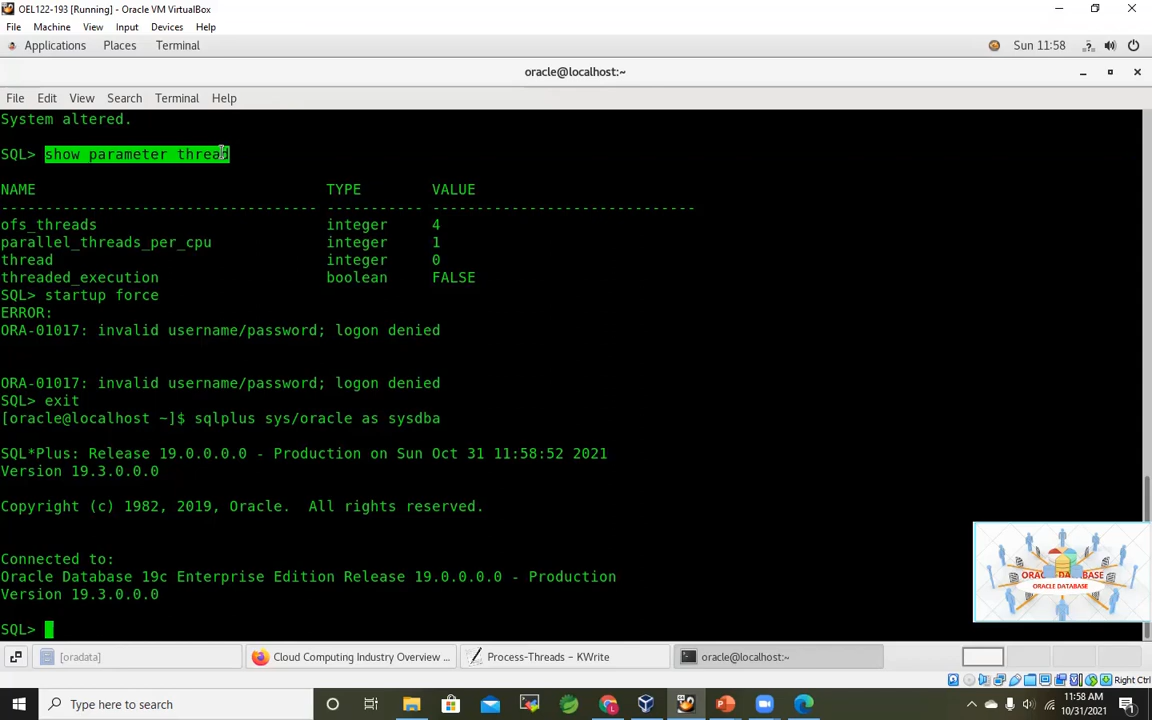 OEL122-193 [Running] - Oracle VM VirtualBox
File Machine View Input Devices Help
Applications Places Terminal Sun 11:58
oracle@localhost:~
File Edit View Search Terminal Help
System altered.
SQL> show parameter thread
NAME TYPE VALUE
------------------------------------ ----------- ------------------------------
ofs_threads integer 4
parallel_threads_per_cpu integer 1
thread integer 0
threaded_execution boolean FALSE
SQL> startup force
ERROR:
ORA-01017: invalid username/password; logon denied
ORA-01017: invalid username/password; logon denied
SQL> exit
[oracle@localhost ~]$ sqlplus sys/oracle as sysdba
SQL*Plus: Release 19.0.0.0.0 - Production on Sun Oct 31 11:58:52 2021
Version 19.3.0.0.0
Copyright (c) 1982, 2019, Oracle. All rights reserved.
Connected to:
Oracle Database 19c Enterprise Edition Release 19.0.0.0.0 - Production
Version 19.3.0.0.0
ORACLE DATABASE
ORACLE DATABASE
SQL>
[oradata] Cloud Computing Industry Overview ... Process-Threads – KWrite oracle@localhost:~
Right Ctrl
Type here to search
11:58 AM
10/31/2021